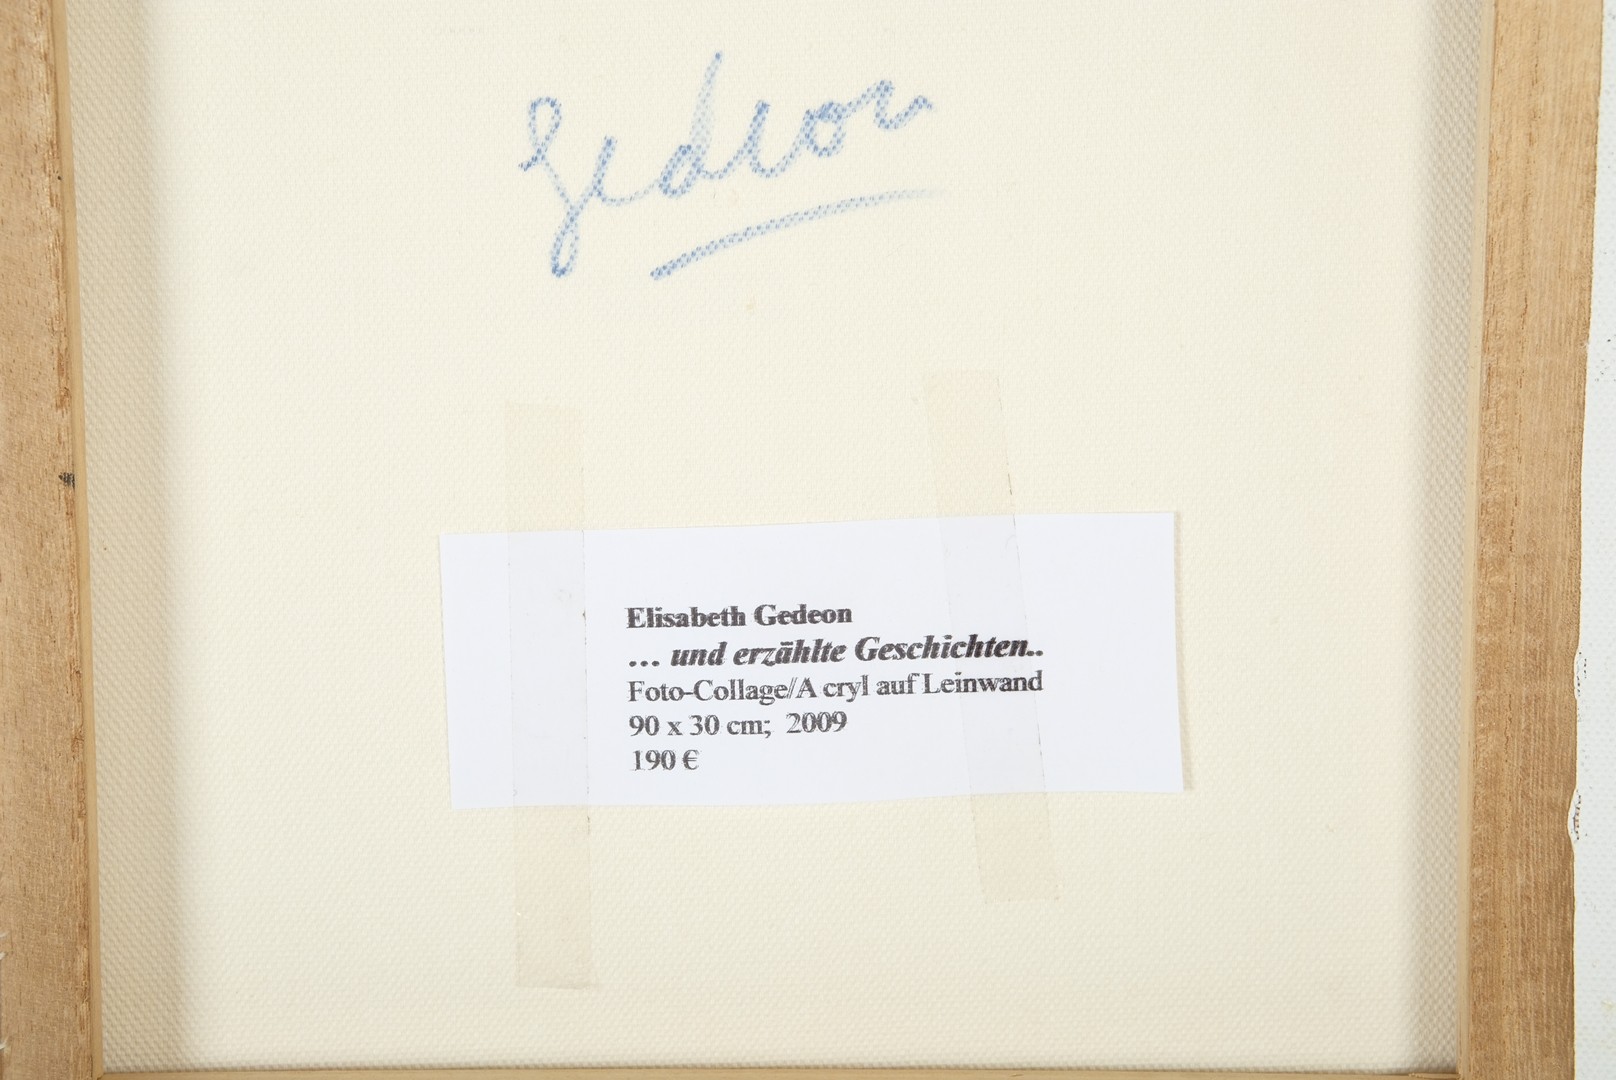 Gedeon
Elisabeth Gedeon
... und erzählte Geschichten..
Foto-Collage/A cryl auf Leinwand
90 x 30 cm; 2009
190 €